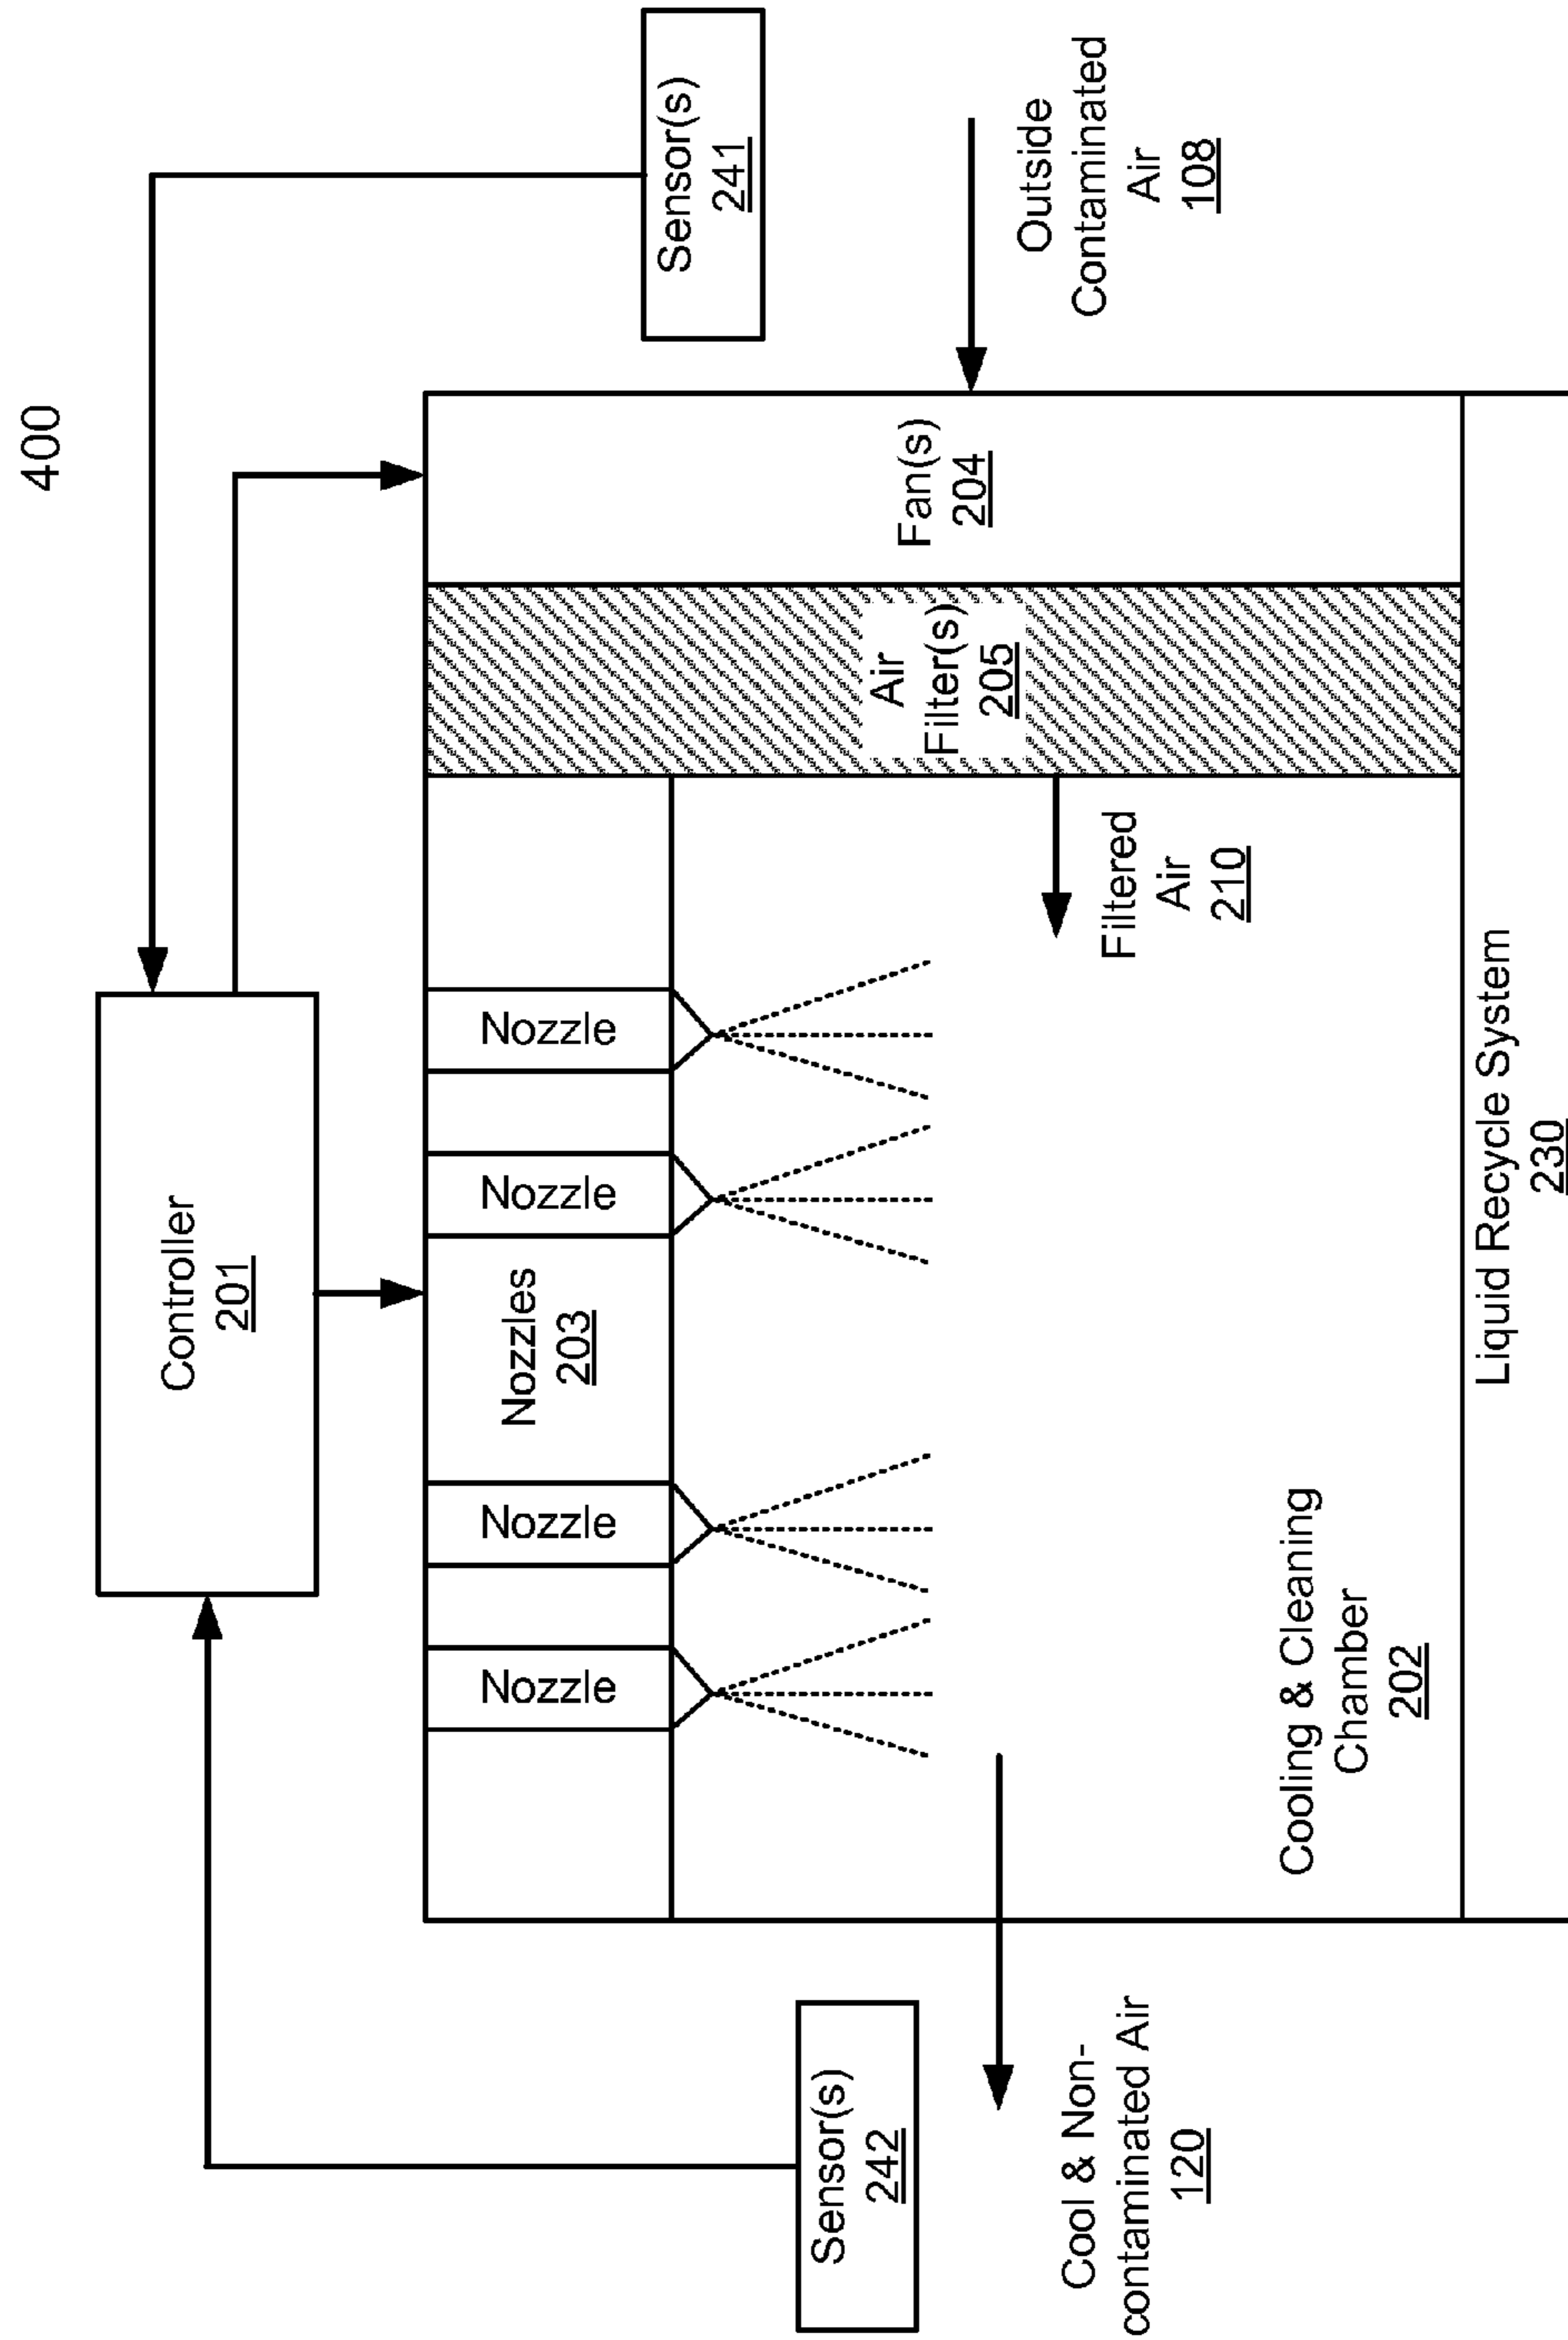 400
Controller
201
Sensor(s)
241
Sensor(s)
242
Nozzle
Nozzle
Nozzles
203
Nozzle
Nozzle
Fan(s)
204
Air
Filter(s)
205
Outside
Contaminated
Air
108
Filtered
Air
210
Cool & Non-
contaminated Air
120
Cooling & Cleaning
Chamber
202
Liquid Recycle System
230